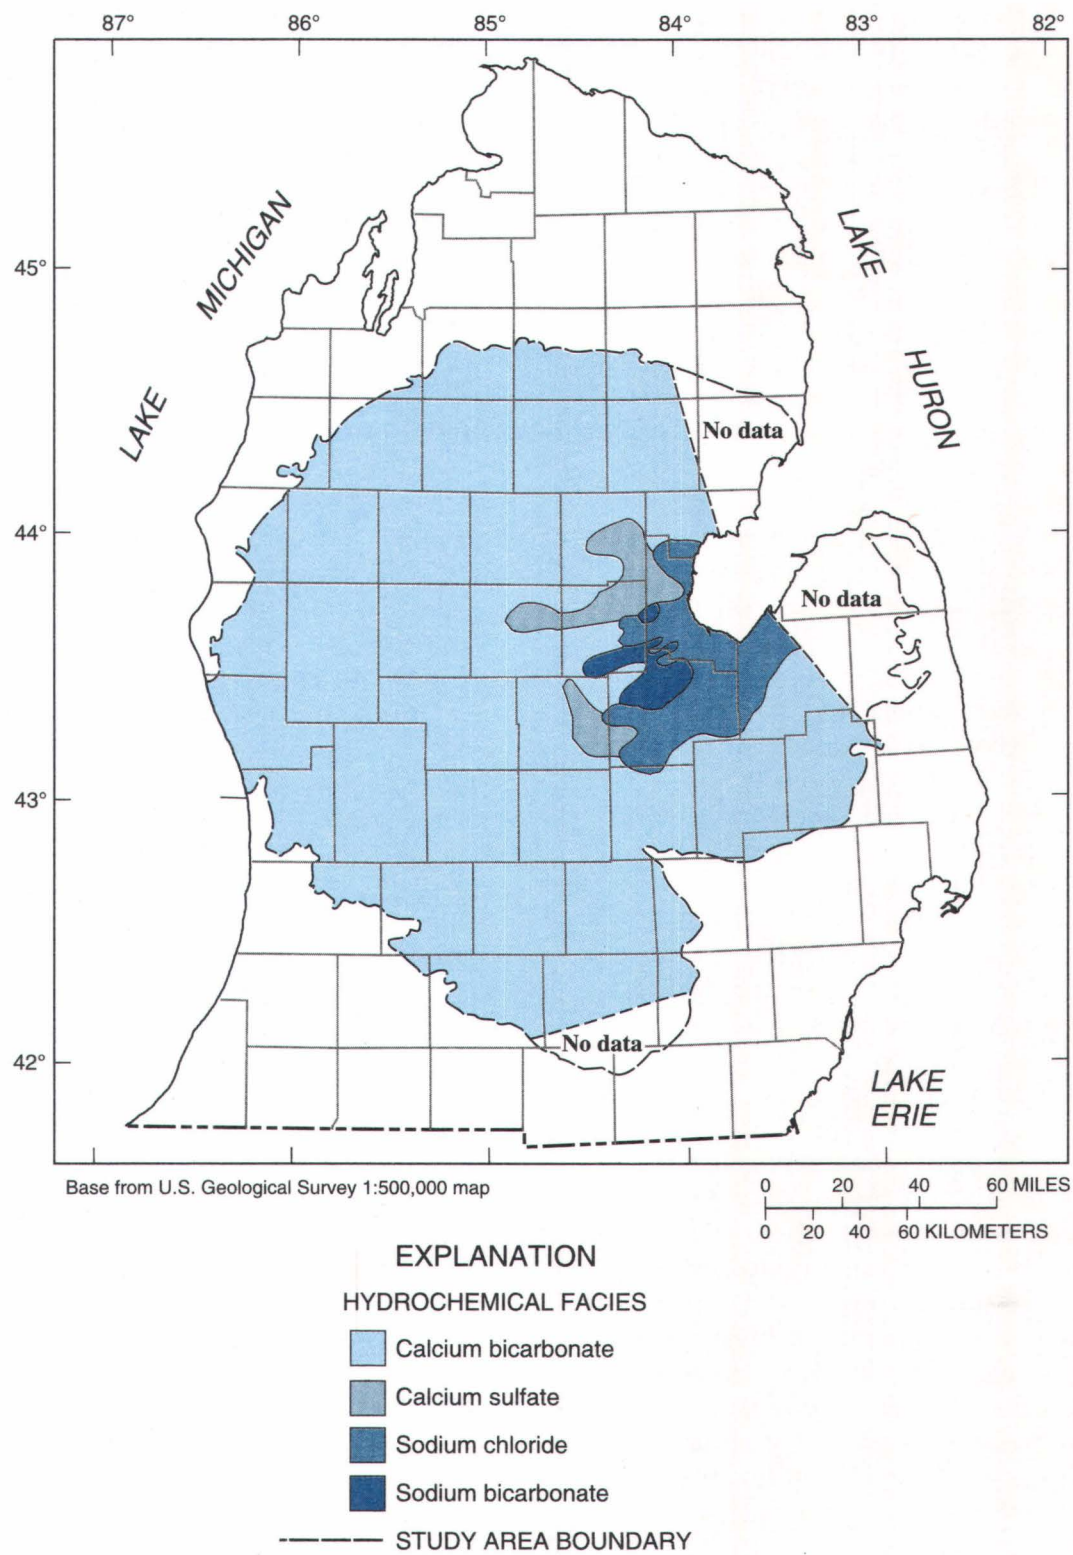 87° 86° 85° 84° 83° 82°
45°
44°
43°
42°
LAKE MICHIGAN
LAKE HURON
No data
No data
No data
LAKE
ERIE
Base from U.S. Geological Survey 1:500,000 map
0 20 40 60 MILES
0 20 40 60 KILOMETERS
EXPLANATION
HYDROCHEMICAL FACIES
Calcium bicarbonate
Calcium sulfate
Sodium chloride
Sodium bicarbonate
STUDY AREA BOUNDARY